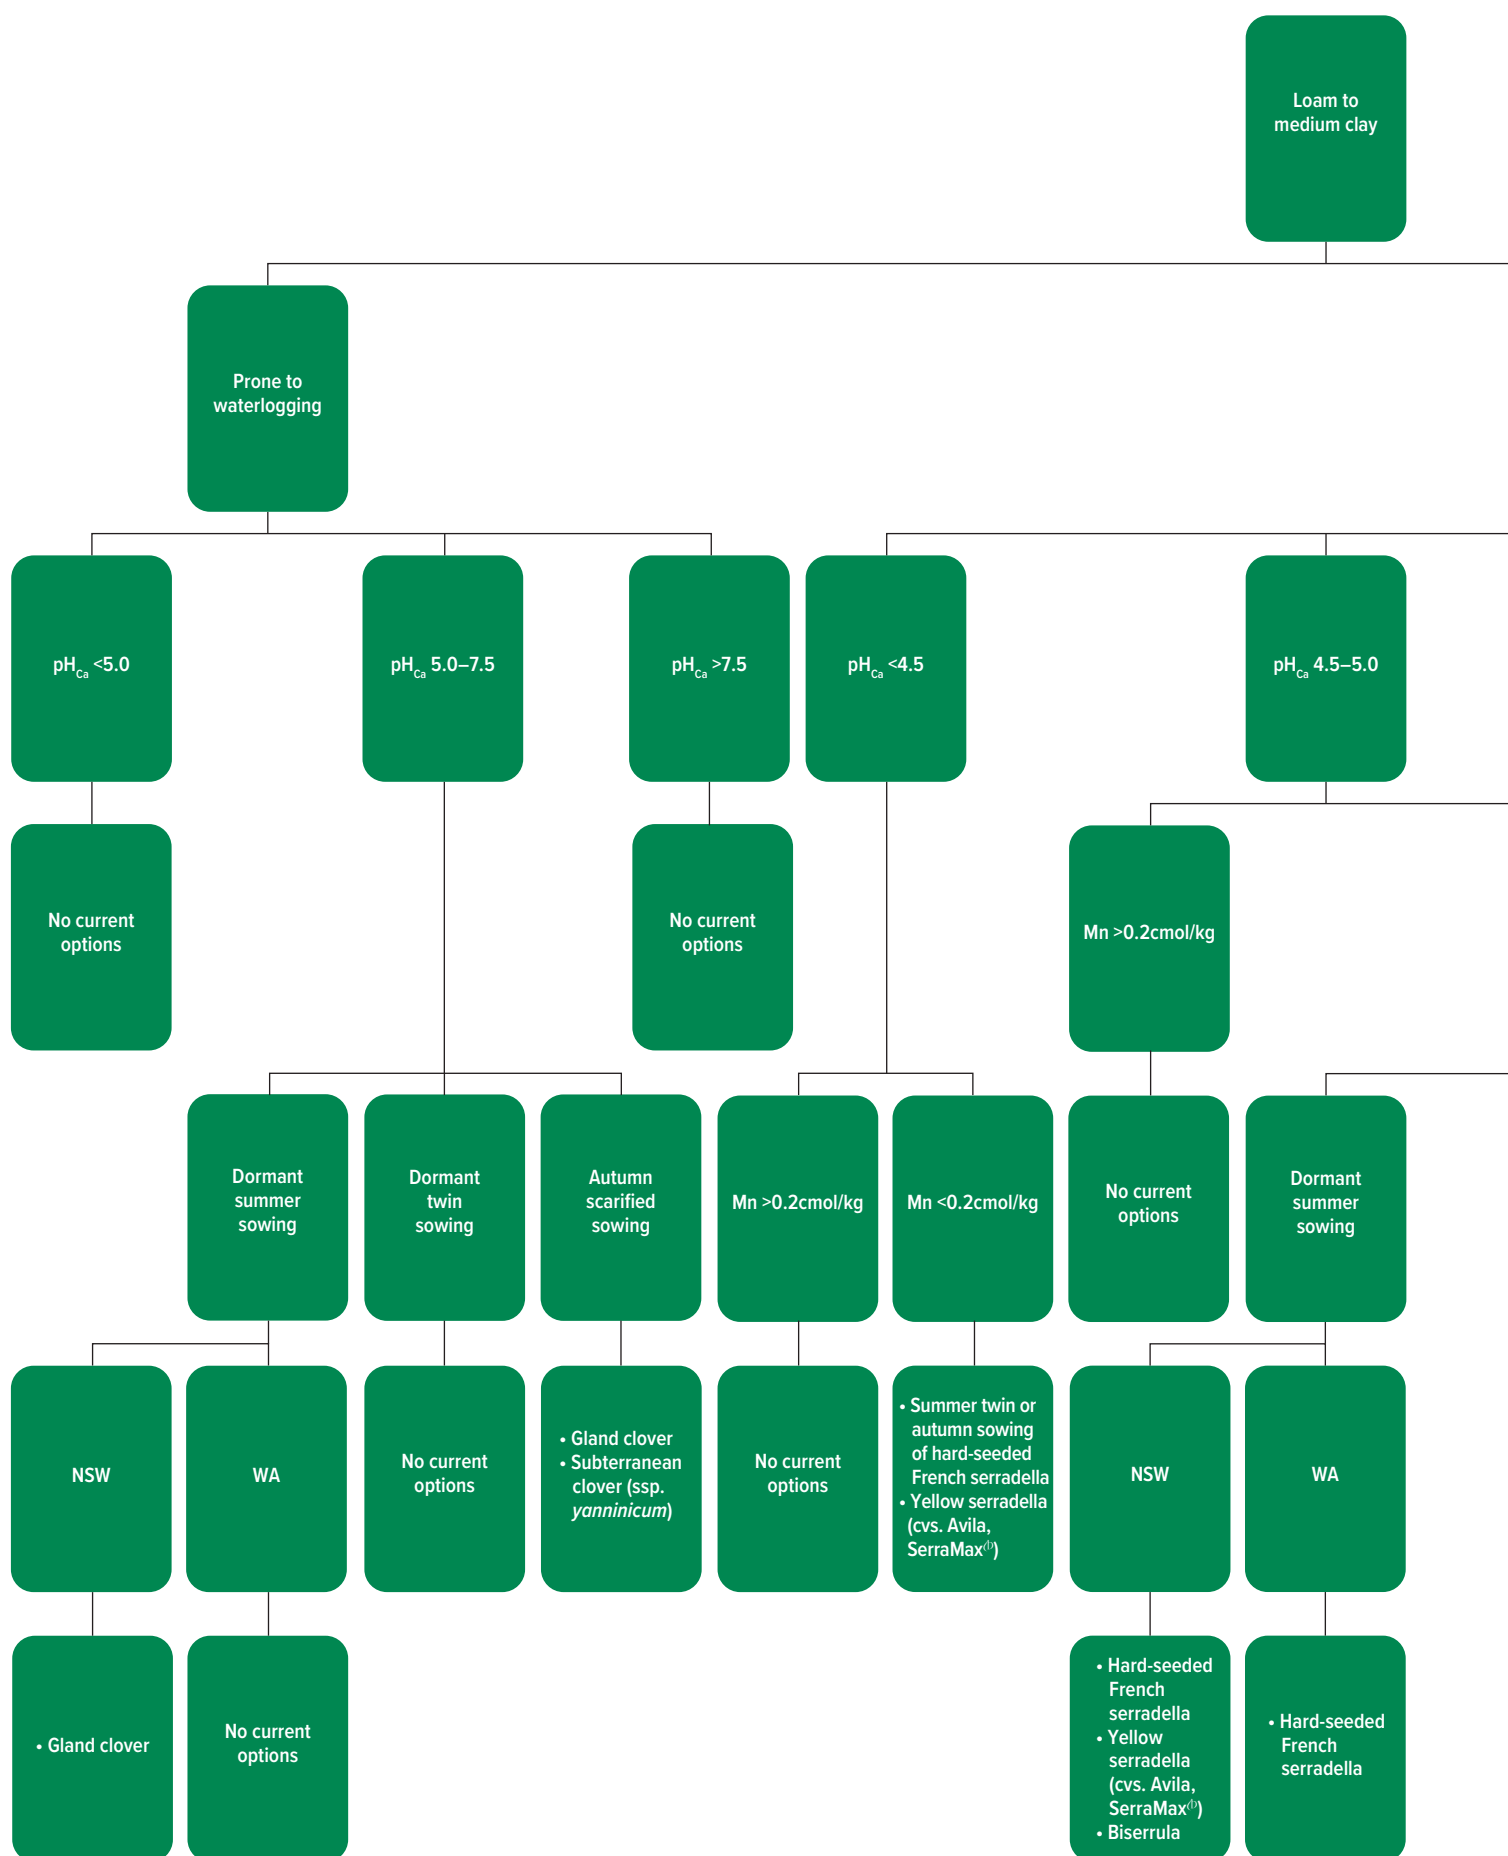 Loam to
medium clay
Prone to
waterlogging
pHCa <5.0
pHCa 5.0–7.5
pHCa >7.5
pHCa <4.5
pHCa 4.5–5.0
No current
options
No current
options
Mn >0.2cmol/kg
Dormant
summer
sowing
Dormant
twin
sowing
Autumn
scarified
sowing
Mn >0.2cmol/kg
Mn <0.2cmol/kg
No current
options
Dormant
summer
sowing
NSW
WA
No current
options
• Gland clover
• Subterranean
clover (ssp.
yanninicum)
No current
options
• Summer twin or
autumn sowing
of hard-seeded
French serradella
• Yellow serradella
(cvs. Avila,
SerraMax)
NSW
WA
• Gland clover
No current
options
• Hard-seeded
French
serradella
• Yellow
serradella
(cvs. Avila,
SerraMax)
• Biserrula
• Hard-seeded
French
serradella